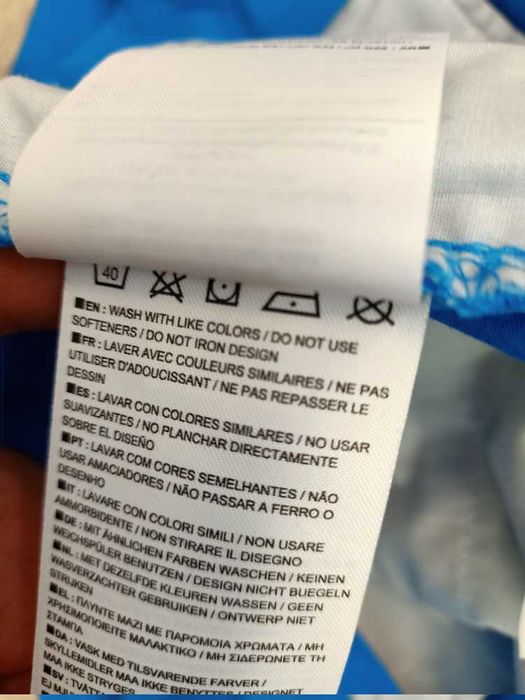 40
■EN : WASH WITH LIKE COLORS / DO NOT USE
SOFTENERS / DO NOT IRON DESIGN
■FR : LAVER AVEC COULEURS SIMILAIRES / NE PAS
UTILISER D'ADOUCISSANT / NE PAS REPASSER LE
DESSIN
■ES : LAVAR CON COLORES SIMILARES / NO USAR
SUAVIZANTES / NO PLANCHAR DIRECTAMENTE
SOBRE EL DISEÑO
■PT : LAVAR COM CORES SEMELHANTES / NÃO
USAR AMACIADORES / NÃO PASSAR A FERRO O
DESENHO
■IT : LAVARE CON COLORI SIMILI / NON USARE
AMMORBIDENTE / NON STIRARE IL DISEGNO
■DE : MIT ÄHNLICHEN FARBEN WASCHEN / KEINEN
WEICHSPÜLER BENUTZEN / DESIGN NICHT BUEGELN
■NL : MET DEZELFDE KLEUREN WASSEN / GEEN
WASVERZACHTER GEBRUIKEN / ONTWERP NIET
STRIJKEN
■EL : ΠΛΥΝΤΕ ΜΑΖΙ ΜΕ ΠΑΡΟΜΟΙΑ ΧΡΩΜΑΤΑ / ΜΗ
ΧΡΗΣΙΜΟΠΟΙΕΙΤΕ ΜΑΛΑΚΤΙΚΟ / ΜΗ ΣΙΔΕΡΩΝΕΤΕ ΤΗ
ΣΤΑΜΠΑ
■DA : VASK MED TILSVARENDE FARVER /
SKYLLEMIDLER MAA IKKE BENYTTES / DESIGNET
MAA IKKE STRYGES
■SV : TVÄTTA